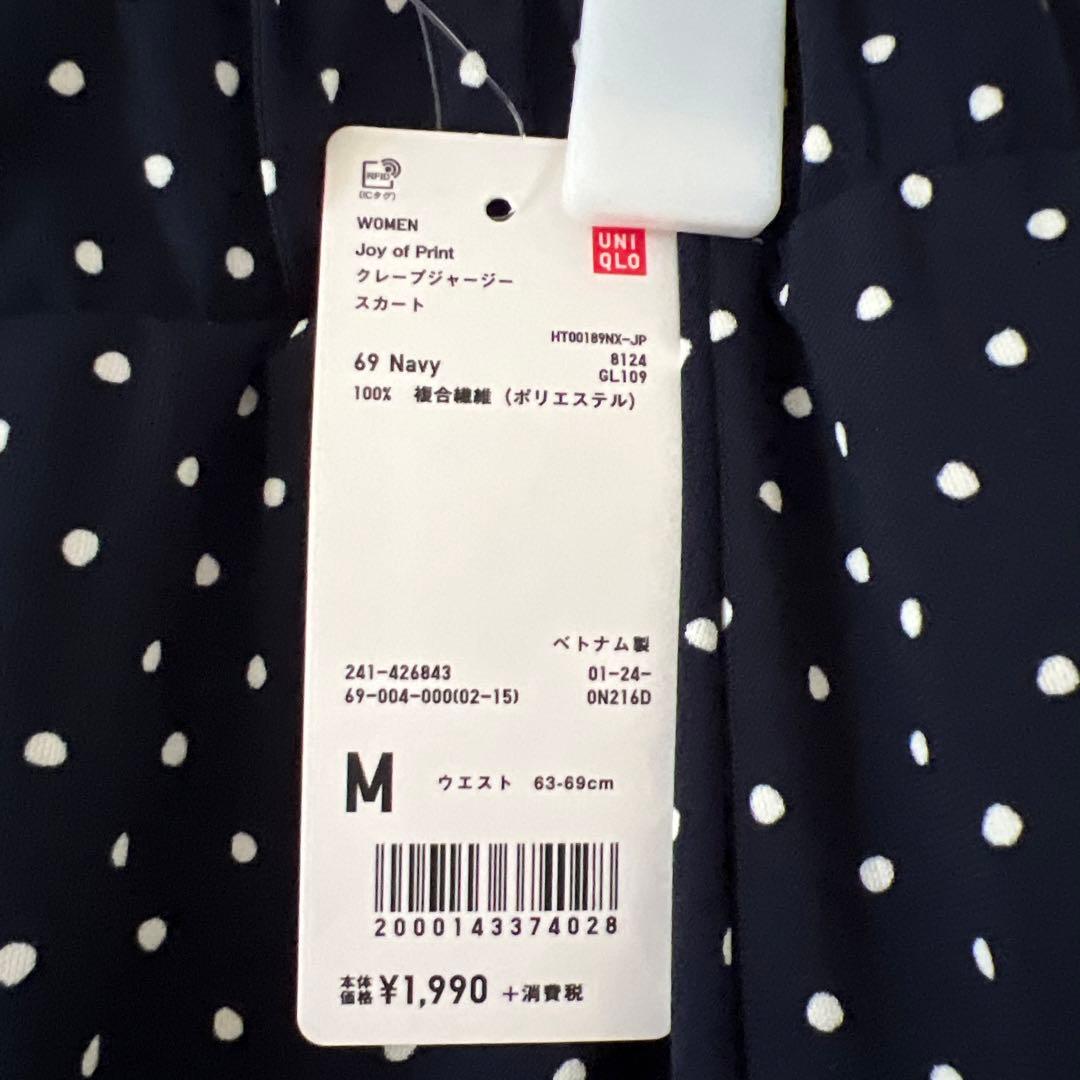 RFID
(ICタグ)
WOMEN
Joy of Print
クレープジャージー
スカート
UNI
QLO
HT00189NX-JP
69 Navy
8124
GL109
100% 複合繊維 (ポリエステル)
ベトナム製
241-426843
01-24-
69-004-000(02-15)
0N216D
M ウエスト 63-69cm
2000143374028
本体
価格 ¥1,990 +消費税